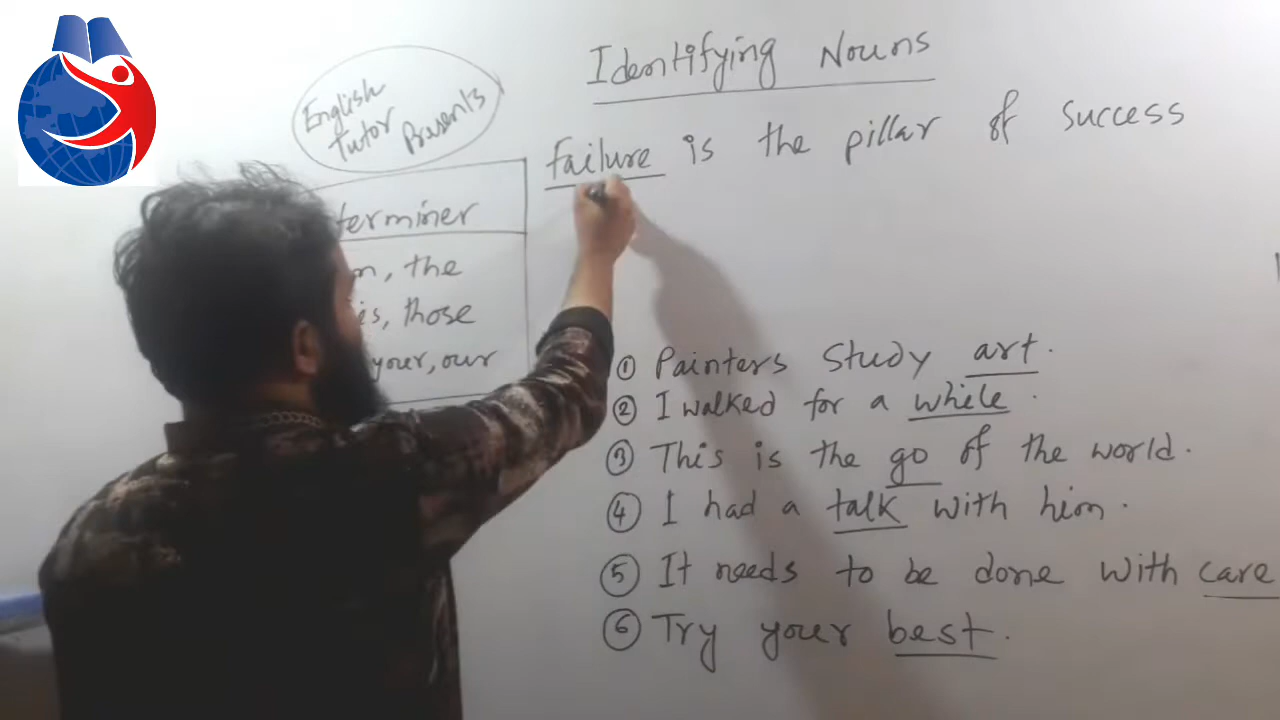 English
Tutor Presents
Identifying Nouns
failure is the pillar of success
, the
, those
your, our
① Painters study art.
② I walked for a while.
③ This is the go of the world.
④ I had a talk with him.
⑤ It needs to be done with care
⑥ Try your best.